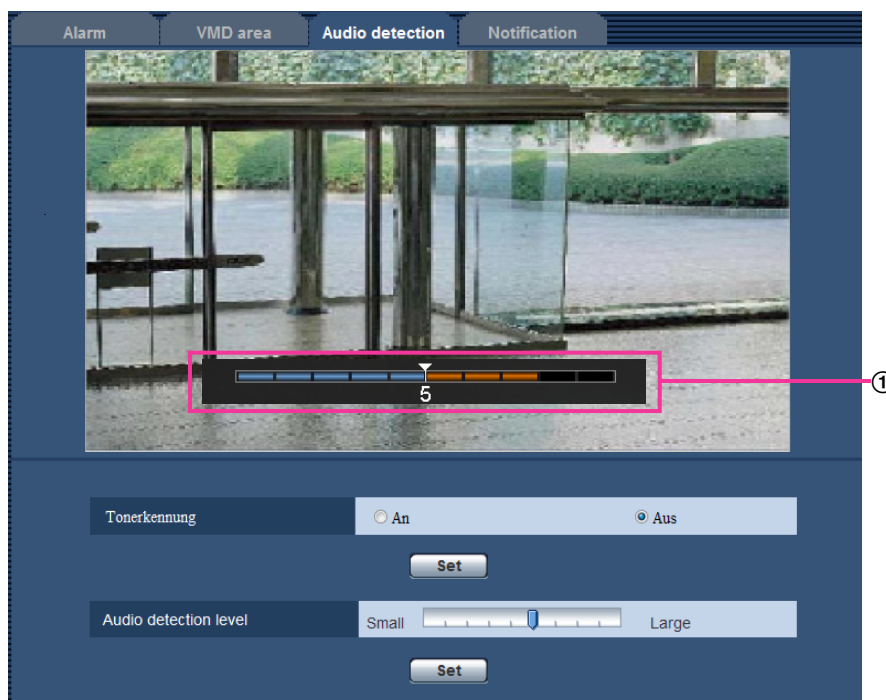 Alarm VMD area Audio detection Notification
5
①
Tonerkennung An Aus
Set
Audio detection level Small Large
Set